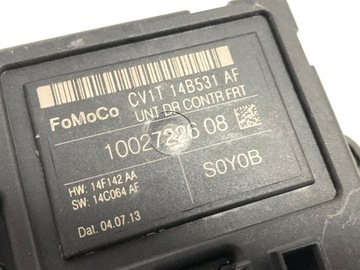 CV1T 14B531 AF
FoMoCo UNT DR CONTR FRT
10027226 08
HW: 14F142 AA S0Y0B
SW: 14C064 AF
Dat. 04.07.13